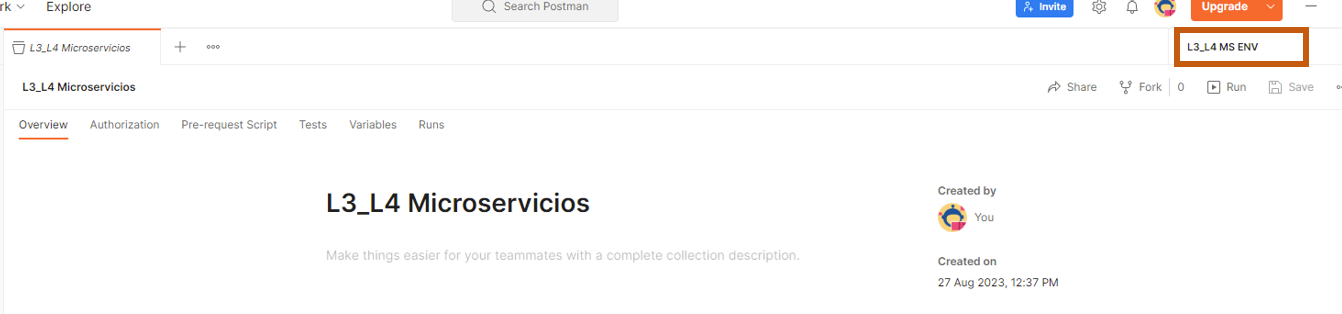 rk Explore Search Postman Invite Upgrade
L3_L4 Microservicios L3_L4 MS ENV
L3_L4 Microservicios Share Fork 0 Run Save
Overview Authorization Pre-request Script Tests Variables Runs
L3_L4 Microservicios
Make things easier for your teammates with a complete collection description.
Created by
You
Created on
27 Aug 2023, 12:37 PM